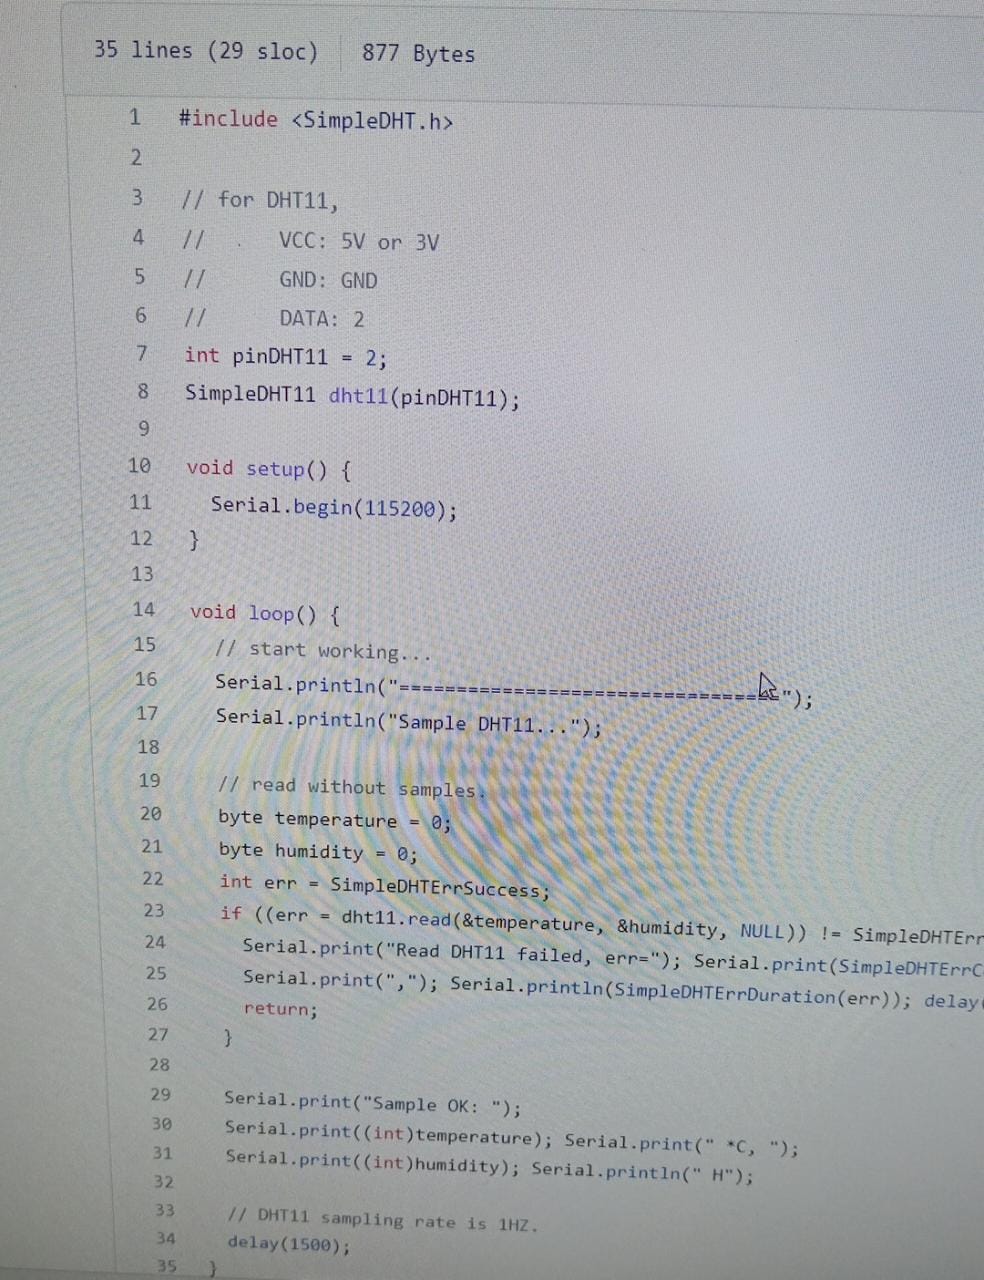 35 lines (29 sloc) 877 Bytes
1 #include <SimpleDHT.h>
2
3 // for DHT11,
4 //      VCC: 5V or 3V
5 //      GND: GND
6 //      DATA: 2
7 int pinDHT11 = 2;
8 SimpleDHT11 dht11(pinDHT11);
9
10 void setup() {
11   Serial.begin(115200);
12 }
13
14 void loop() {
15   // start working...
16   Serial.println("=================================");
17   Serial.println("Sample DHT11...");
18
19   // read without samples.
20   byte temperature = 0;
21   byte humidity = 0;
22   int err = SimpleDHTErrSuccess;
23   if ((err = dht11.read(&temperature, &humidity, NULL)) != SimpleDHTErr
24     Serial.print("Read DHT11 failed, err="); Serial.print(SimpleDHTErrC
25     Serial.print(","); Serial.println(SimpleDHTErrDuration(err)); delay(
26     return;
27   }
28
29   Serial.print("Sample OK: ");
30   Serial.print((int)temperature); Serial.print(" *C, ");
31   Serial.print((int)humidity); Serial.println(" H");
32
33   // DHT11 sampling rate is 1HZ.
34   delay(1500);
35 }